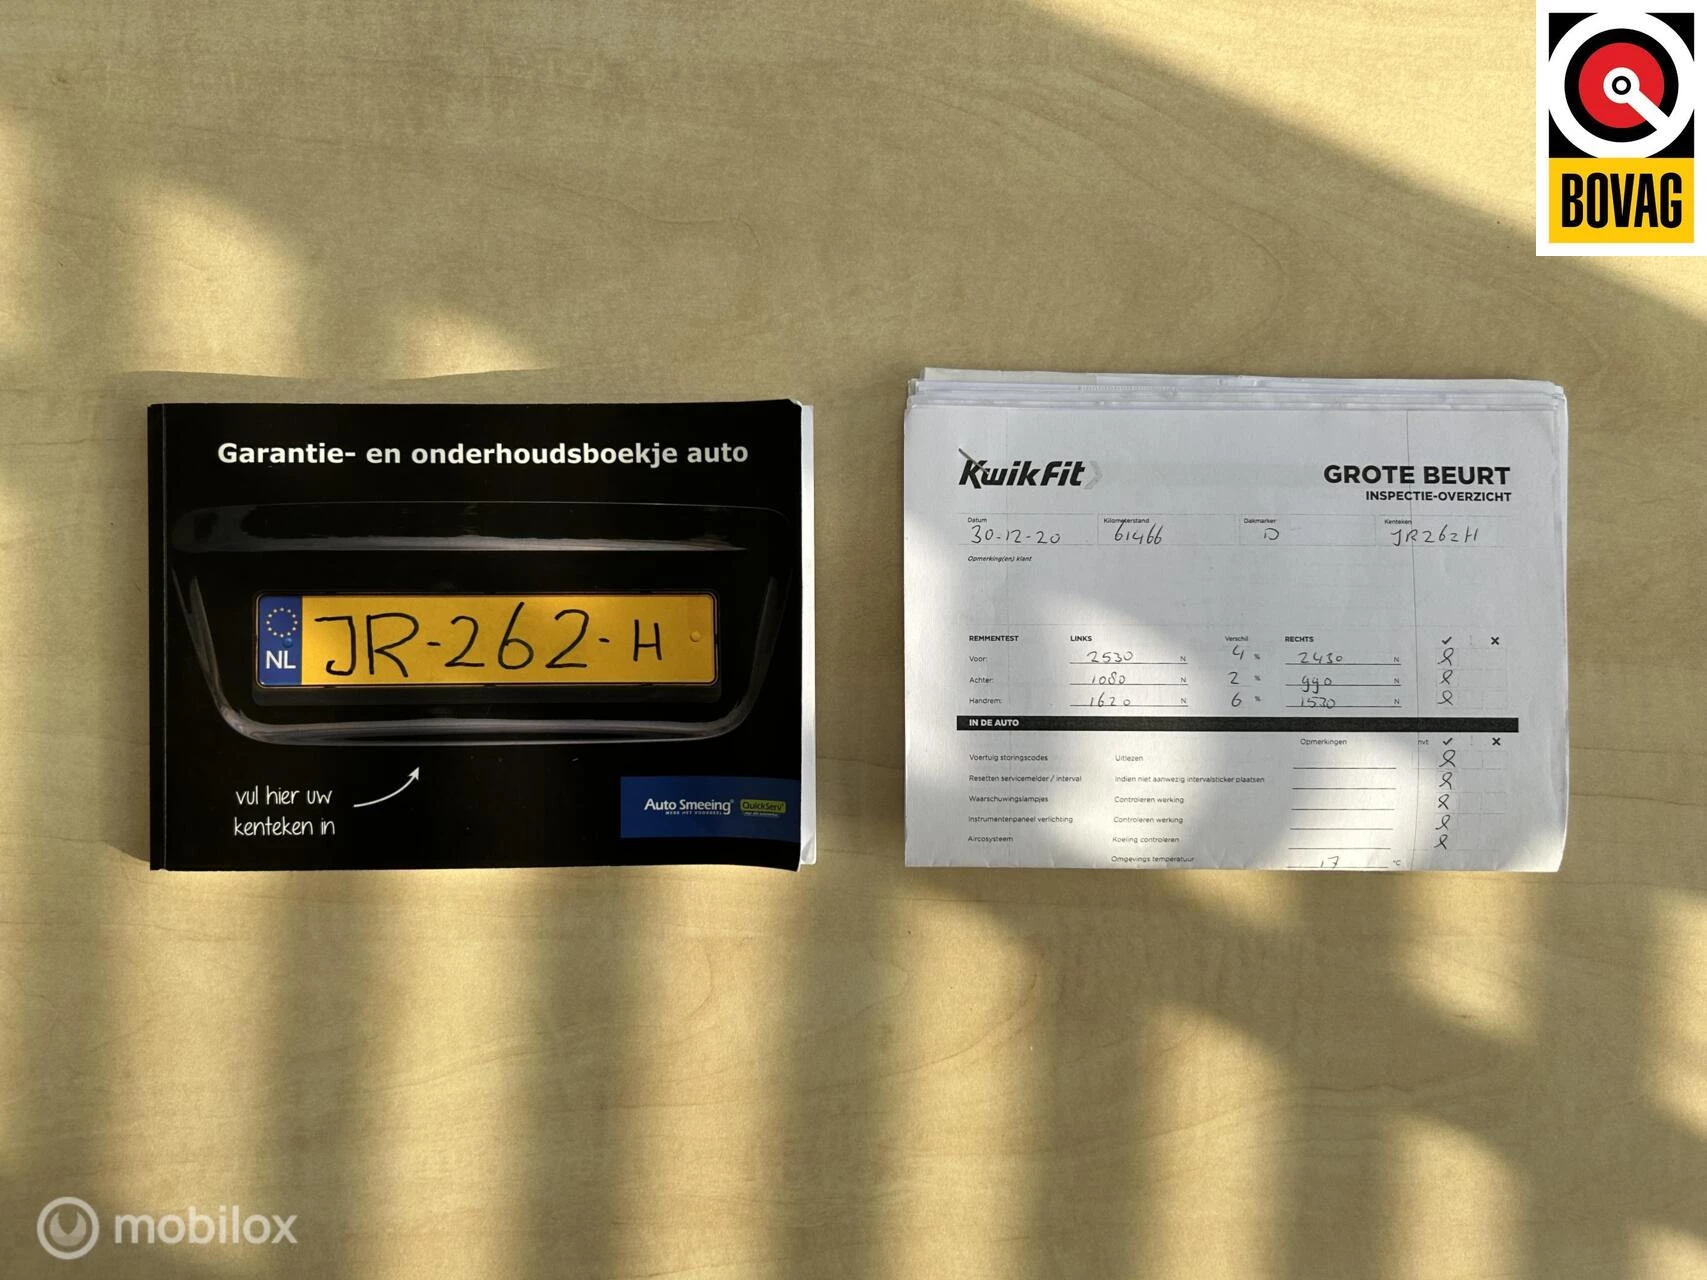 BOVAG
Garantie- en onderhoudsboekje auto
NL JR-262-H
vul hier uw
kenteken in
Auto Smeeing QuickServ
KwikFit
GROTE BEURT
INSPECTIE-OVERZICHT
Datum Kilometerstand Dakmarker Kenteken
30-12-20 61466 D JR262H
Opmerking(en) klant
REMMENTEST LINKS Verschil RECHTS ✓ ! ✕
Voor: 2530 N 4 % 2430 N
Achter: 1080 N 2 % 990 N
Handrem: 1620 N 6 % 1530 N
IN DE AUTO
Opmerkingen nvt ✓ ! ✕
Voertuig storingscodes Uitlezen
Resetten servicemelder / interval Indien niet aanwezig intervalsticker plaatsen
Waarschuwingslampjes Controleren werking
Instrumentenpaneel verlichting Controleren werking
Aircosysteem Koeling controleren
Omgevings temperatuur 17 °C
mobilox